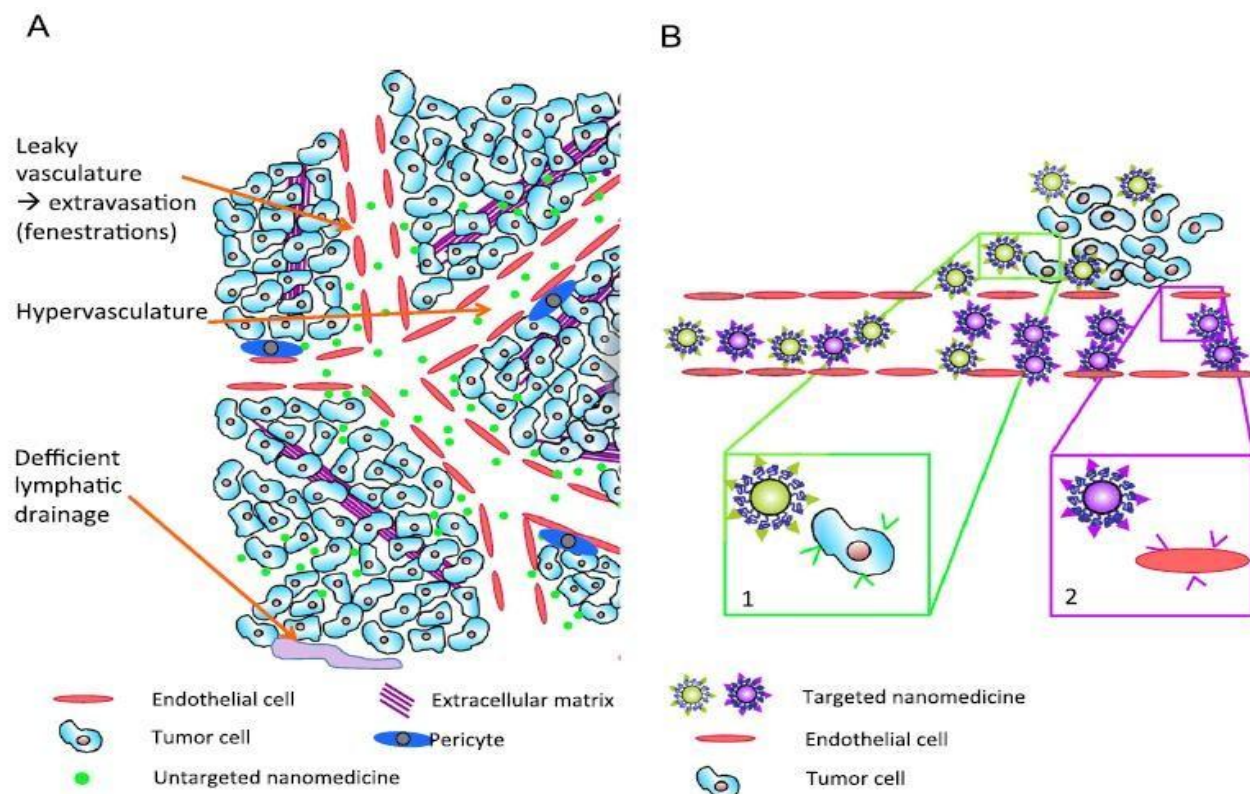 A
Leaky
vasculature
→ extravasation
(fenestrations)
Hypervasculature
Defficient
lymphatic
drainage
Endothelial cell
Extracellular matrix
Tumor cell
Pericyte
Untargeted nanomedicine
B
1
2
Targeted nanomedicine
Endothelial cell
Tumor cell